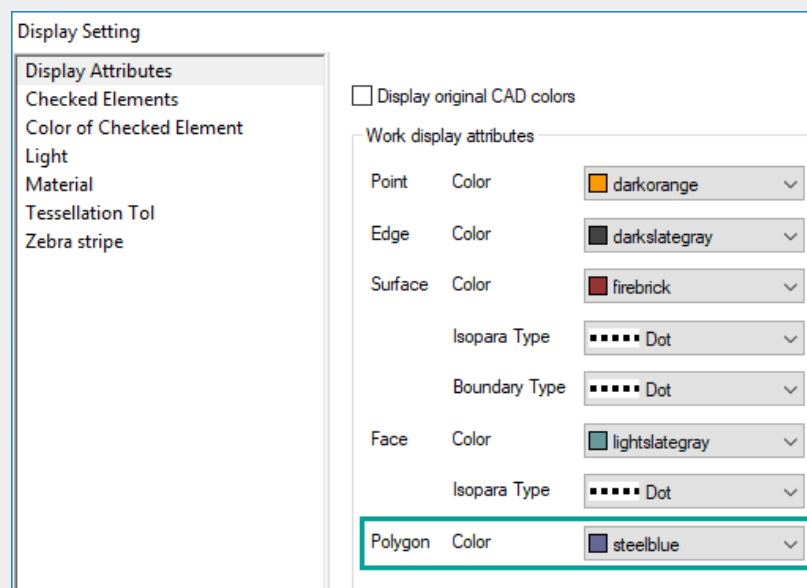 Display Setting
Display Attributes
Checked Elements
Color of Checked Element
Light
Material
Tessellation Tol
Zebra stripe
Display original CAD colors
Work display attributes
Point Color darkorange
Edge Color darkslategray
Surface Color firebrick
Isopara Type Dot
Boundary Type Dot
Face Color lightslategray
Isopara Type Dot
Polygon Color steelblue